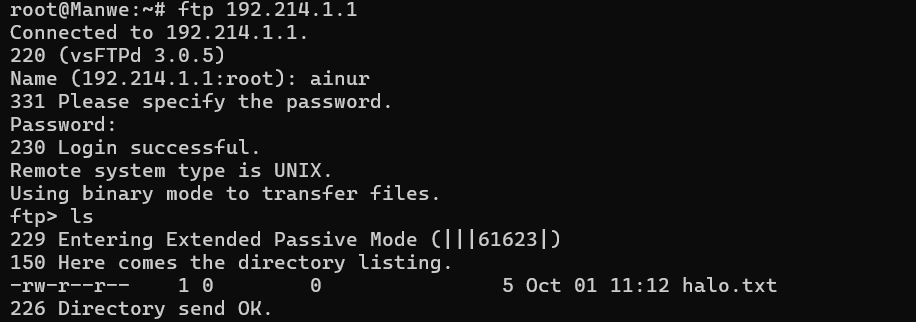 root@Manwe:~# ftp 192.214.1.1
Connected to 192.214.1.1.
220 (vsFTPd 3.0.5)
Name (192.214.1.1:root): ainur
331 Please specify the password.
Password:
230 Login successful.
Remote system type is UNIX.
Using binary mode to transfer files.
ftp> ls
229 Entering Extended Passive Mode (|||61623|)
150 Here comes the directory listing.
-rw-r--r--    1 0        0               5 Oct 01 11:12 halo.txt
226 Directory send OK.